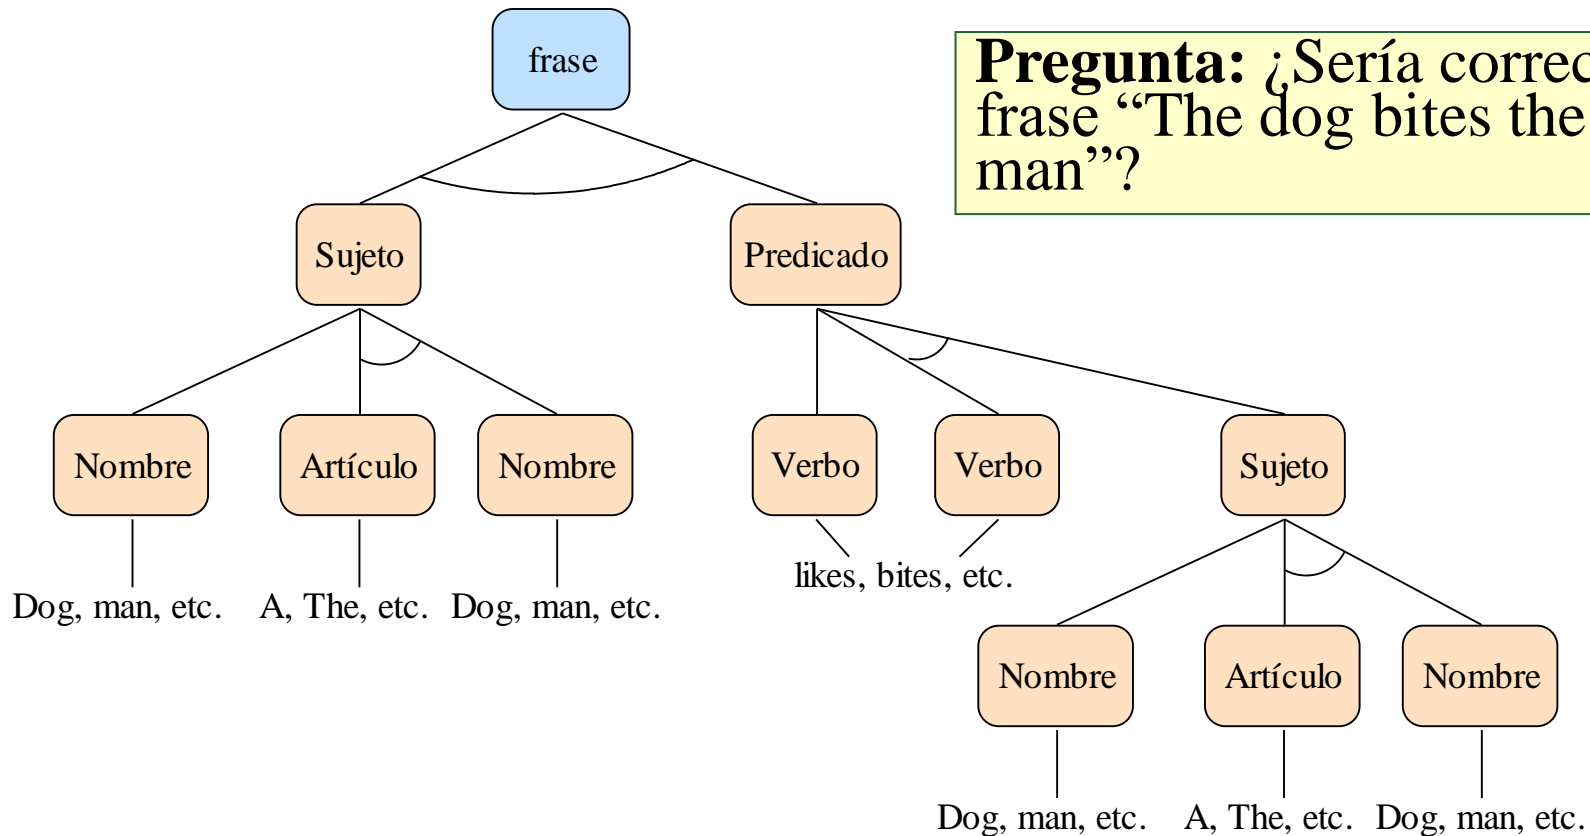 frase
Pregunta: ¿Sería correc
frase “The dog bites the
man”?
Sujeto
Predicado
Nombre
Artículo
Nombre
Verbo
Verbo
Sujeto
likes, bites, etc.
Dog, man, etc.
A, The, etc.
Dog, man, etc.
Nombre
Artículo
Nombre
Dog, man, etc.
A, The, etc.
Dog, man, etc.